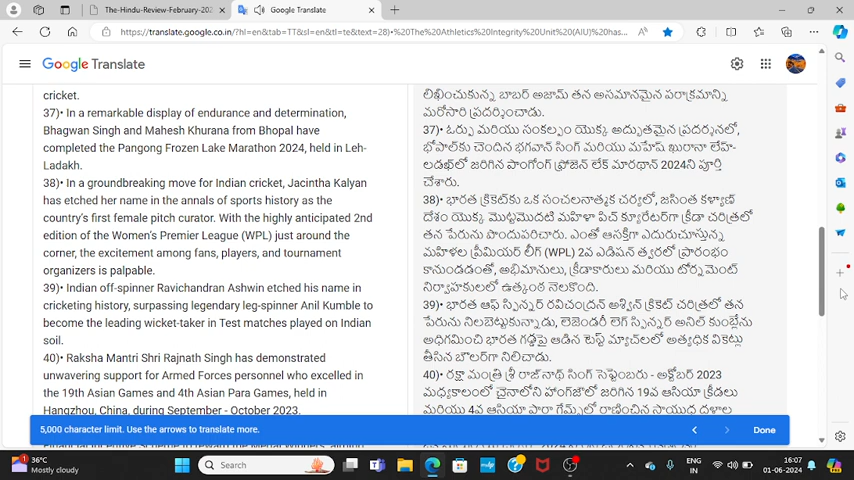 The-Hindu-Review-February-202
Google Translate
https://translate.google.co.in/?hl=en&tab=TT&sl=en&tl=te&text=28)•%20The%20Athletics%20Integrity%20Unit%20(AIU)%20has...
Google Translate
cricket.
37)• In a remarkable display of endurance and determination,
Bhagwan Singh and Mahesh Khurana from Bhopal have
completed the Pangong Frozen Lake Marathon 2024, held in Leh-
Ladakh.
38)• In a groundbreaking move for Indian cricket, Jacintha Kalyan
has etched her name in the annals of sports history as the
country's first female pitch curator. With the highly anticipated 2nd
edition of the Women's Premier League (WPL) just around the
corner, the excitement among fans, players, and tournament
organizers is palpable.
39)• Indian off-spinner Ravichandran Ashwin etched his name in
cricketing history, surpassing legendary leg-spinner Anil Kumble to
become the leading wicket-taker in Test matches played on Indian
soil.
40)• Raksha Mantri Shri Rajnath Singh has demonstrated
unwavering support for Armed Forces personnel who excelled in
the 19th Asian Games and 4th Asian Para Games, held in
Hangzhou, China, during September - October 2023.
లిఖించుకున్న బాబర్ అజామ్ తన అసమానమైన పరాక్రమాన్ని
మరోసారి ప్రదర్శించాడు.
37)• ఓర్పు మరియు సంకల్పం యొక్క అద్భుతమైన ప్రదర్శనలో,
భోపాల్‌కు చెందిన భగవాన్ సింగ్ మరియు మహేష్ ఖురానా లేహ్-
లడఖ్‌లో జరిగిన పాంగోంగ్ ఫ్రోజెన్ లేక్ మారథాన్ 2024ని పూర్తి
చేశారు.
38)• భారత క్రికెట్‌కు ఒక సంచలనాత్మక చర్యలో, జసింత కళ్యాణ్
దేశం యొక్క మొట్టమొదటి మహిళా పిచ్ క్యూరేటర్‌గా క్రీడా చరిత్రలో
తన పేరును పొందుపరిచారు. ఎంతో ఆసక్తిగా ఎదురుచూస్తున్న
మహిళల ప్రీమియర్ లీగ్ (WPL) 2వ ఎడిషన్ త్వరలో ప్రారంభం
కానుండడంతో, అభిమానులు, క్రీడాకారులు మరియు టోర్నమెంట్
నిర్వాహకులలో ఉత్కంఠ నెలకొంది.
39)• భారత ఆఫ్ స్పిన్నర్ రవిచంద్రన్ అశ్విన్ క్రికెట్ చరిత్రలో తన
పేరును నిలబెట్టుకున్నాడు, లెజెండరీ లెగ్ స్పిన్నర్ అనిల్ కుంబ్లేను
అధిగమించి భారత గడ్డపై ఆడిన టెస్ట్ మ్యాచ్‌లలో అత్యధిక వికెట్లు
తీసిన బౌలర్‌గా నిలిచాడు.
40)• రక్షా మంత్రి శ్రీ రాజ్‌నాథ్ సింగ్ సెప్టెంబరు - అక్టోబర్ 2023
మధ్యకాలంలో చైనాలోని హాంగ్‌జౌలో జరిగిన 19వ ఆసియా క్రీడలు
మరియు 4వ ఆసియా పారా గేమ్స్‌లో రాణించిన సాయుధ దళాల
5,000 character limit. Use the arrows to translate more.
Done
36°C
Mostly cloudy
Search
ENG
IN
16:07
01-06-2024